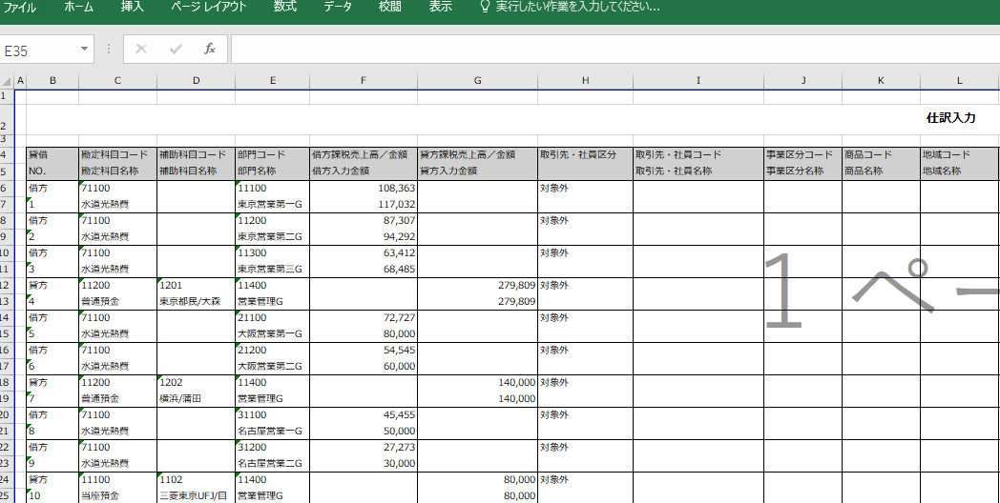 ファイル ホーム 挿入 ページ レイアウト 数式 データ 校閲 表示 実行したい作業を入力してください...
E35 fx
A B C D E F G H I J K L
1
2 仕訳入力
3
4 貸借 勘定科目コード 補助科目コード 部門コード 借方課税売上高／金額 貸方課税売上高／金額 取引先・社員区分 取引先・社員コード 事業区分コード 商品コード 地域コード
5 NO. 勘定科目名称 補助科目名称 部門名称 借方入力金額 貸方入力金額 取引先・社員名称 事業区分名称 商品名称 地域名称
6 借方 71100 11100 108,363 対象外
7 1 水道光熱費 東京営業第一G 117,032
8 借方 71100 11200 87,307 対象外
9 2 水道光熱費 東京営業第二G 94,292
10 借方 71100 11300 63,412 対象外
11 3 水道光熱費 東京営業第三G 68,485
12 貸方 11200 1201 11400 279,809 対象外
13 4 普通預金 東京都民/大森 営業管理G 279,809
14 借方 71100 21100 72,727 対象外
15 5 水道光熱費 大阪営業第一G 80,000
16 借方 71100 21200 54,545 対象外
17 6 水道光熱費 大阪営業第二G 60,000
18 貸方 11200 1202 11400 140,000 対象外
19 7 普通預金 横浜/蒲田 営業管理G 140,000
20 借方 71100 31100 45,455 対象外
21 8 水道光熱費 名古屋営業一G 50,000
22 借方 71100 31200 27,273 対象外
23 9 水道光熱費 名古屋営業二G 30,000
24 貸方 11100 1102 11400 80,000 対象外
25 10 当座預金 三菱東京UFJ/目 営業管理G 80,000
1 ペー